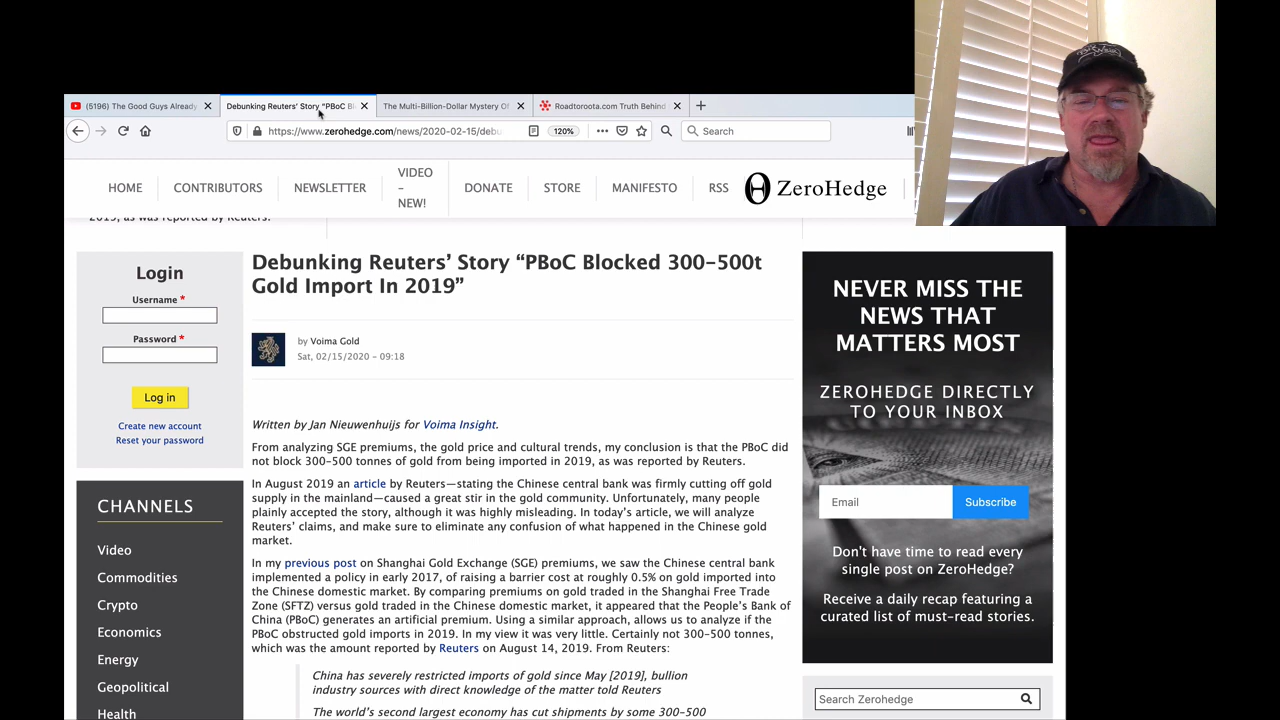 (5196) The Good Guys Already
Debunking Reuters' Story "PBoC Bl
The Multi-Billion-Dollar Mystery Of
Roadtoroota.com Truth Behind
https://www.zerohedge.com/news/2020-02-15/debu
120%
Search
HOME
CONTRIBUTORS
NEWSLETTER
VIDEO
–
NEW!
DONATE
STORE
MANIFESTO
RSS
ZeroHedge
2019, as was reported by Reuters.
Login
Username *
Password *
Log in
Create new account
Reset your password
CHANNELS
Video
Commodities
Crypto
Economics
Energy
Geopolitical
Health
Debunking Reuters' Story "PBoC Blocked 300-500t
Gold Import In 2019"
by Voima Gold
Sat, 02/15/2020 - 09:18
Written by Jan Nieuwenhuijs for Voima Insight.
From analyzing SGE premiums, the gold price and cultural trends, my conclusion is that the PBoC did
not block 300-500 tonnes of gold from being imported in 2019, as was reported by Reuters.
In August 2019 an article by Reuters—stating the Chinese central bank was firmly cutting off gold
supply in the mainland—caused a great stir in the gold community. Unfortunately, many people
plainly accepted the story, although it was highly misleading. In today's article, we will analyze
Reuters' claims, and make sure to eliminate any confusion of what happened in the Chinese gold
market.
In my previous post on Shanghai Gold Exchange (SGE) premiums, we saw the Chinese central bank
implemented a policy in early 2017, of raising a barrier cost at roughly 0.5% on gold imported into
the Chinese domestic market. By comparing premiums on gold traded in the Shanghai Free Trade
Zone (SFTZ) versus gold traded in the Chinese domestic market, it appeared that the People's Bank of
China (PBoC) generates an artificial premium. Using a similar approach, allows us to analyze if the
PBoC obstructed gold imports in 2019. In my view it was very little. Certainly not 300-500 tonnes,
which was the amount reported by Reuters on August 14, 2019. From Reuters:
China has severely restricted imports of gold since May [2019], bullion
industry sources with direct knowledge of the matter told Reuters
The world's second largest economy has cut shipments by some 300-500
NEVER MISS THE
NEWS THAT
MATTERS MOST
ZEROHEDGE DIRECTLY
TO YOUR INBOX
Email
Subscribe
Don't have time to read every
single post on ZeroHedge?
Receive a daily recap featuring a
curated list of must-read stories.
Search Zerohedge